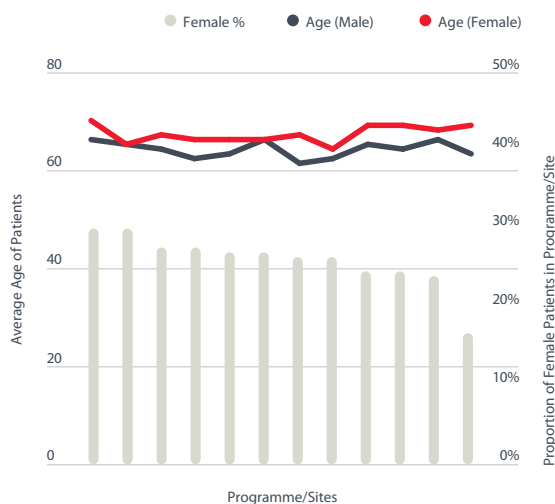 Female % Age (Male) Age (Female)
80 50%
40%
60
30%
40
20%
20
10%
0 0%
Average Age of Patients
Proportion of Female Patients in Programme/Site
Programme/Sites